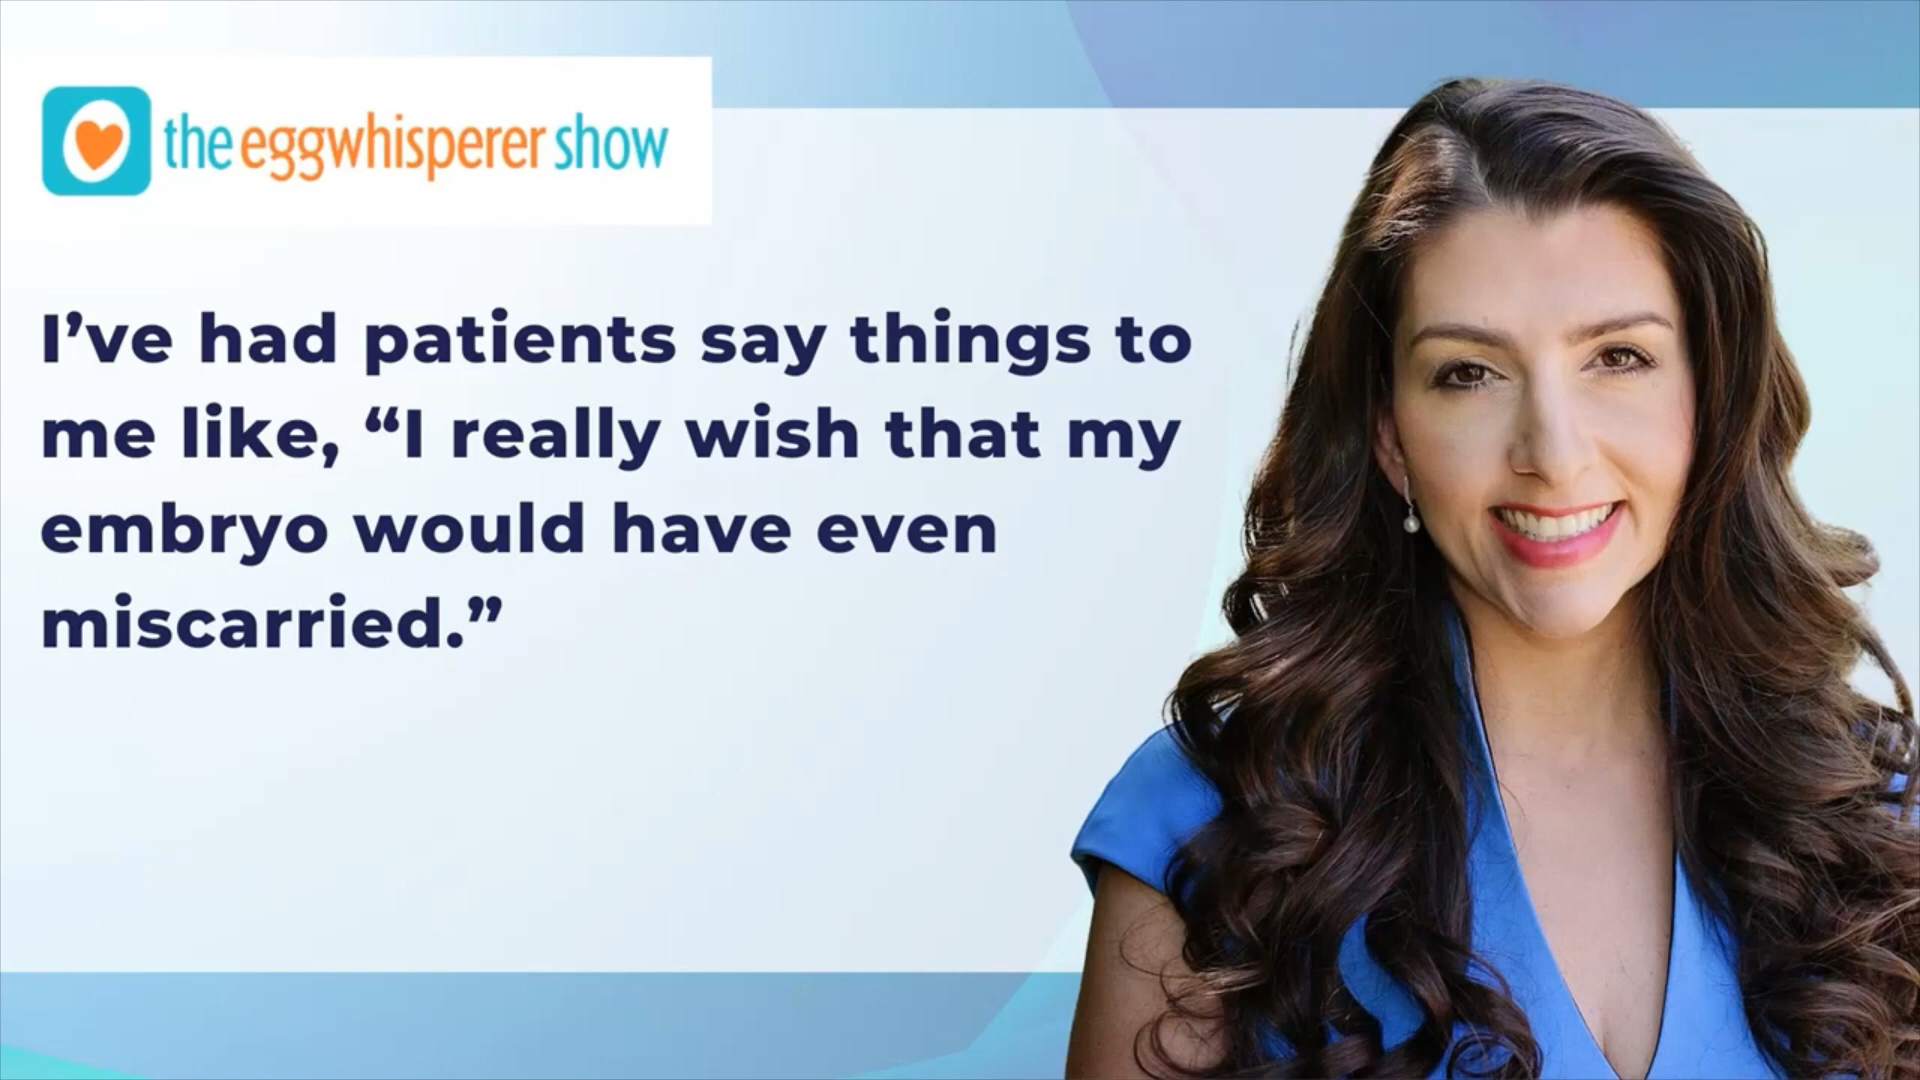 the eggwhisperer show
I’ve had patients say things to
me like, “I really wish that my
embryo would have even
miscarried.”